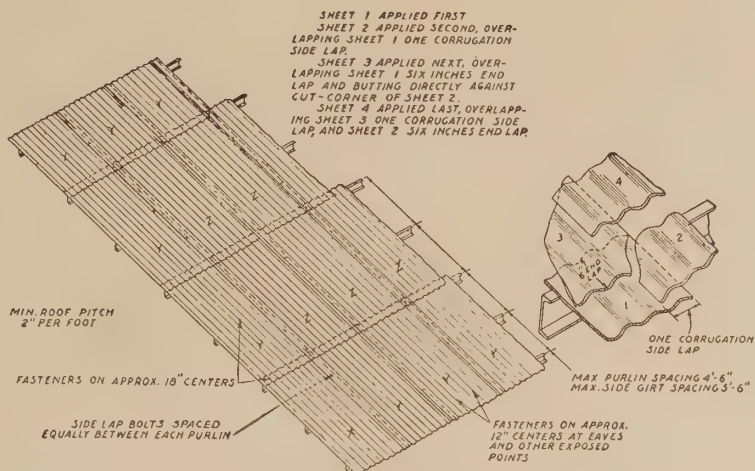 SHEET 1 APPLIED FIRST
SHEET 2 APPLIED SECOND, OVER-
LAPPING SHEET 1 ONE CORRUGATION
SIDE LAP.
SHEET 3 APPLIED NEXT, OVER-
LAPPING SHEET 1 SIX INCHES END
LAP AND BUTTING DIRECTLY AGAINST
CUT-CORNER OF SHEET 2.
SHEET 4 APPLIED LAST, OVERLAPP-
ING SHEET 3 ONE CORRUGATION SIDE
LAP, AND SHEET 2 SIX INCHES END LAP.
4
3
2
6" END
LAP
1
ONE CORRUGATION
SIDE LAP
MIN. ROOF PITCH
2" PER FOOT
FASTENERS ON APPROX. 18" CENTERS
SIDE LAP BOLTS SPACED
EQUALLY BETWEEN EACH PURLIN
FASTENERS ON APPROX.
12" CENTERS AT EAVES
AND OTHER EXPOSED
POINTS
MAX. PURLIN SPACING 4'-6"
MAX. SIDE GIRT SPACING 5'-6"